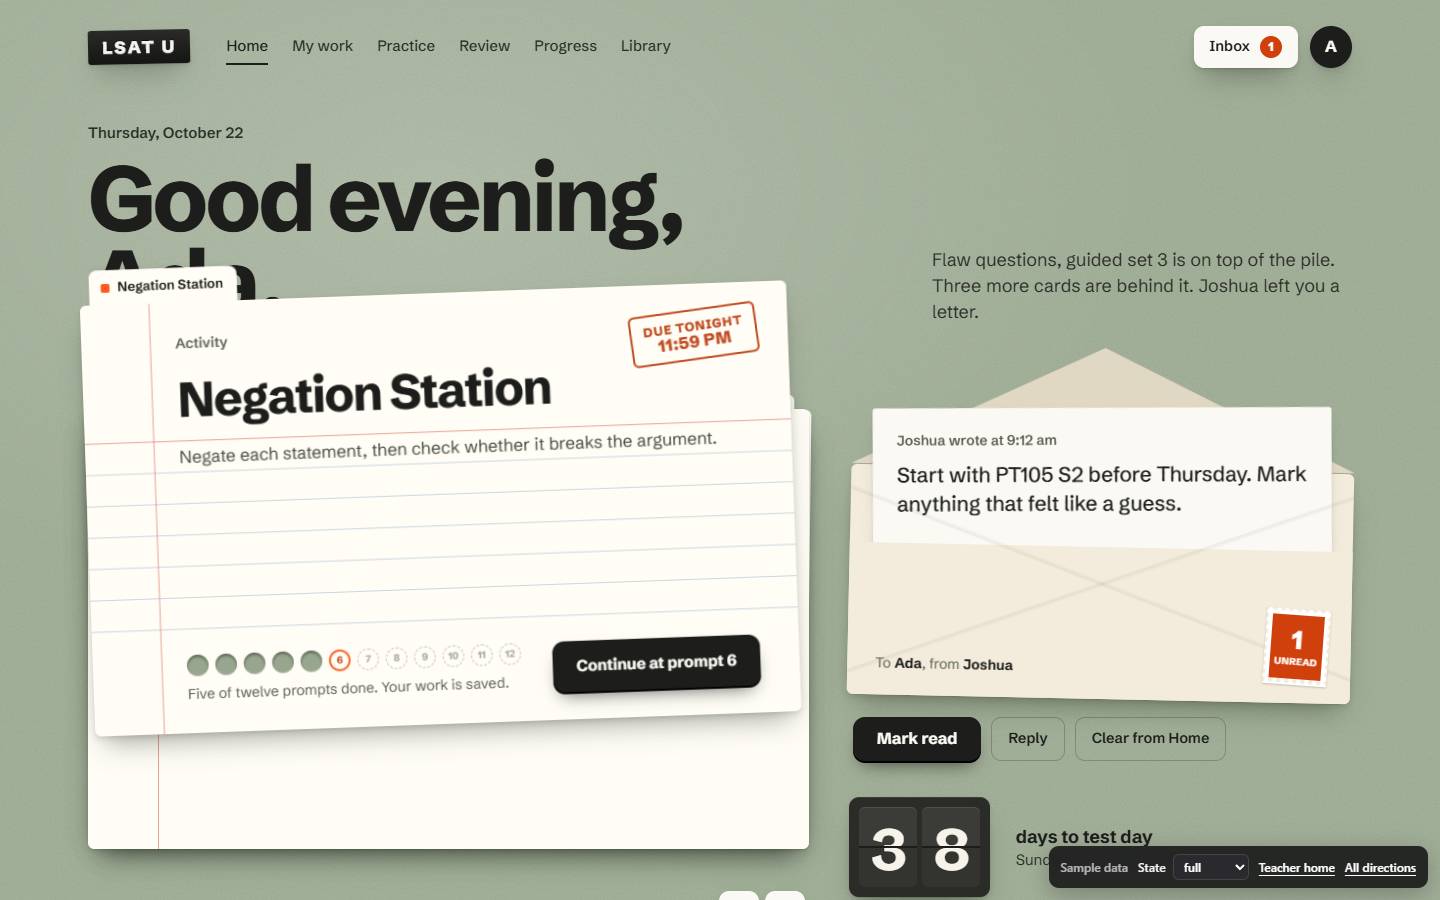 LSAT U
Home
My work
Practice
Review
Progress
Library
Inbox 1
A
Thursday, October 22
Good evening,
Ada.
Flaw questions, guided set 3 is on top of the pile.
Three more cards are behind it. Joshua left you a
letter.
Negation Station
Activity
DUE TONIGHT
11:59 PM
Negation Station
Negate each statement, then check whether it breaks the argument.
6 7 8 9 10 11 12
Five of twelve prompts done. Your work is saved.
Continue at prompt 6
Joshua wrote at 9:12 am
Start with PT105 S2 before Thursday. Mark
anything that felt like a guess.
To Ada, from Joshua
1
UNREAD
Mark read
Reply
Clear from Home
38
days to test day
Sample data
State
full
Teacher home
All directions